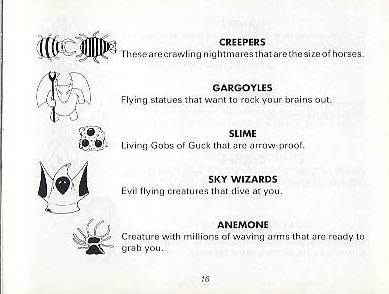 CREEPERS
These are crawling nightmares that are the size of horses.
GARGOYLES
Flying statues that want to rock your brains out.
SLIME
Living Gobs of Guck that are arrow-proof.
SKY WIZARDS
Evil flying creatures that dive at you.
ANEMONE
Creature with millions of waving arms that are ready to
grab you.
16